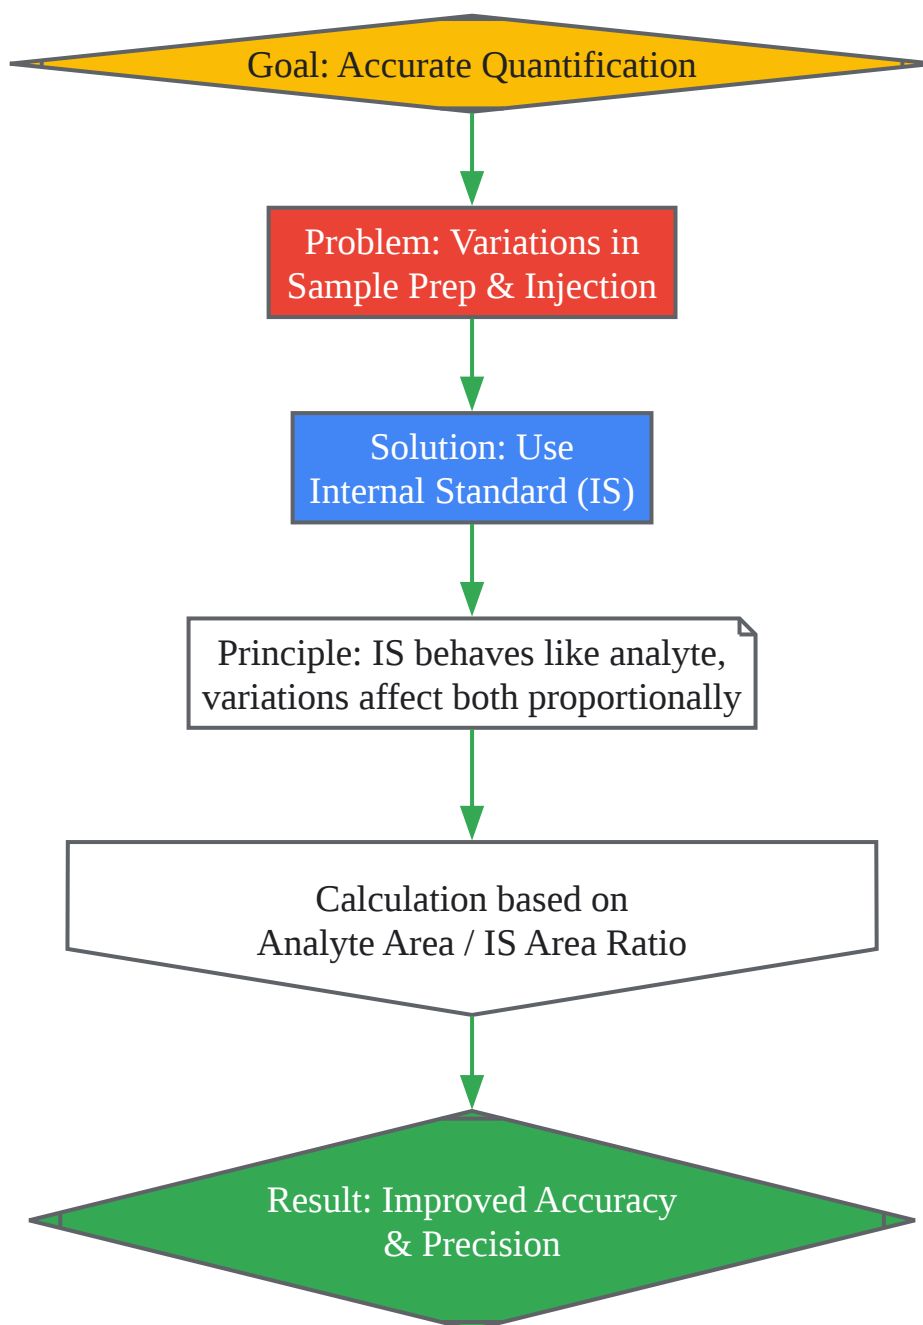 Goal: Accurate Quantification
Problem: Variations in
Sample Prep & Injection
Solution: Use
Internal Standard (IS)
Principle: IS behaves like analyte,
variations affect both proportionally
Calculation based on
Analyte Area / IS Area Ratio
Result: Improved Accuracy
& Precision